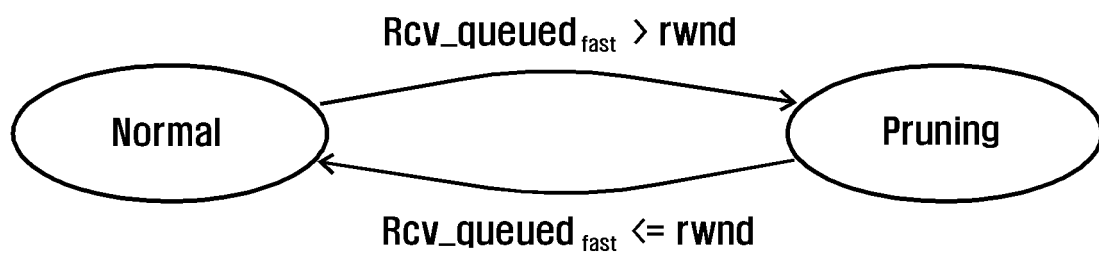 Rcv_queued fast > rwnd
Normal
Pruning
Rcv_queued fast <= rwnd